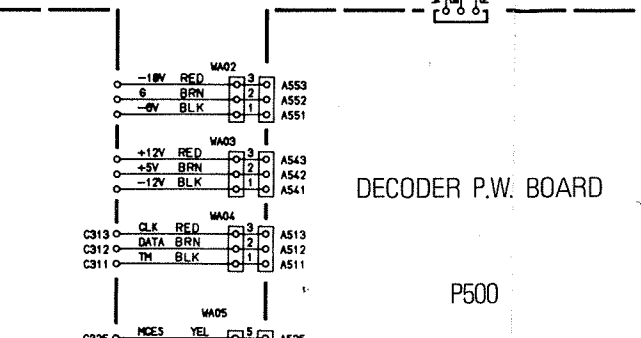 WA02
-18V RED 3 A553
G BRN 2 A552
BLK 1 A551
WA03
+12V RED 3 A543
+5V BRN 2 A542
-12V BLK 1 A541
DECODER P.W. BOARD
WA04
C313 CLK RED 3 A513
C312 DATA BRN 2 A512
C311 TM BLK 1 A511
P500
WA05
MCES YEL 5